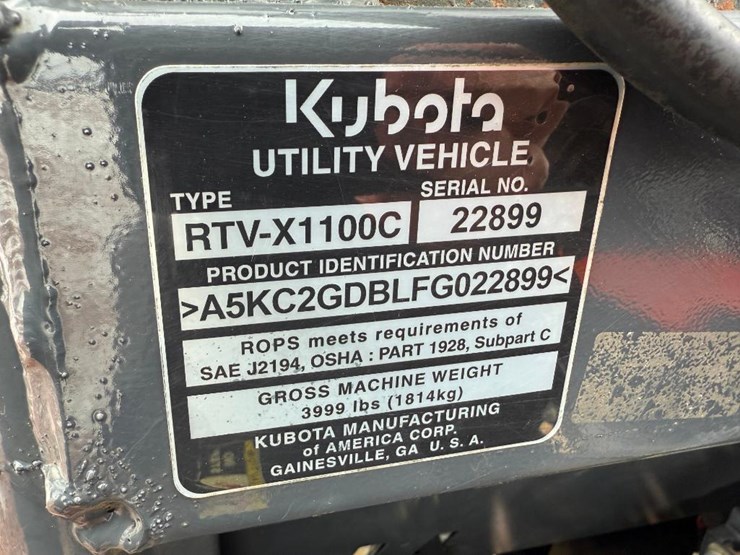 Kubota
UTILITY VEHICLE
TYPE
SERIAL NO.
RTV-X1100C
22899
PRODUCT IDENTIFICATION NUMBER
>A5KC2GDBLFG022899<
ROPS meets requirements of
SAE J2194, OSHA : PART 1928, Subpart C
GROSS MACHINE WEIGHT
3999 lbs (1814kg)
KUBOTA MANUFACTURING
of AMERICA CORP.
GAINESVILLE, GA U. S. A.